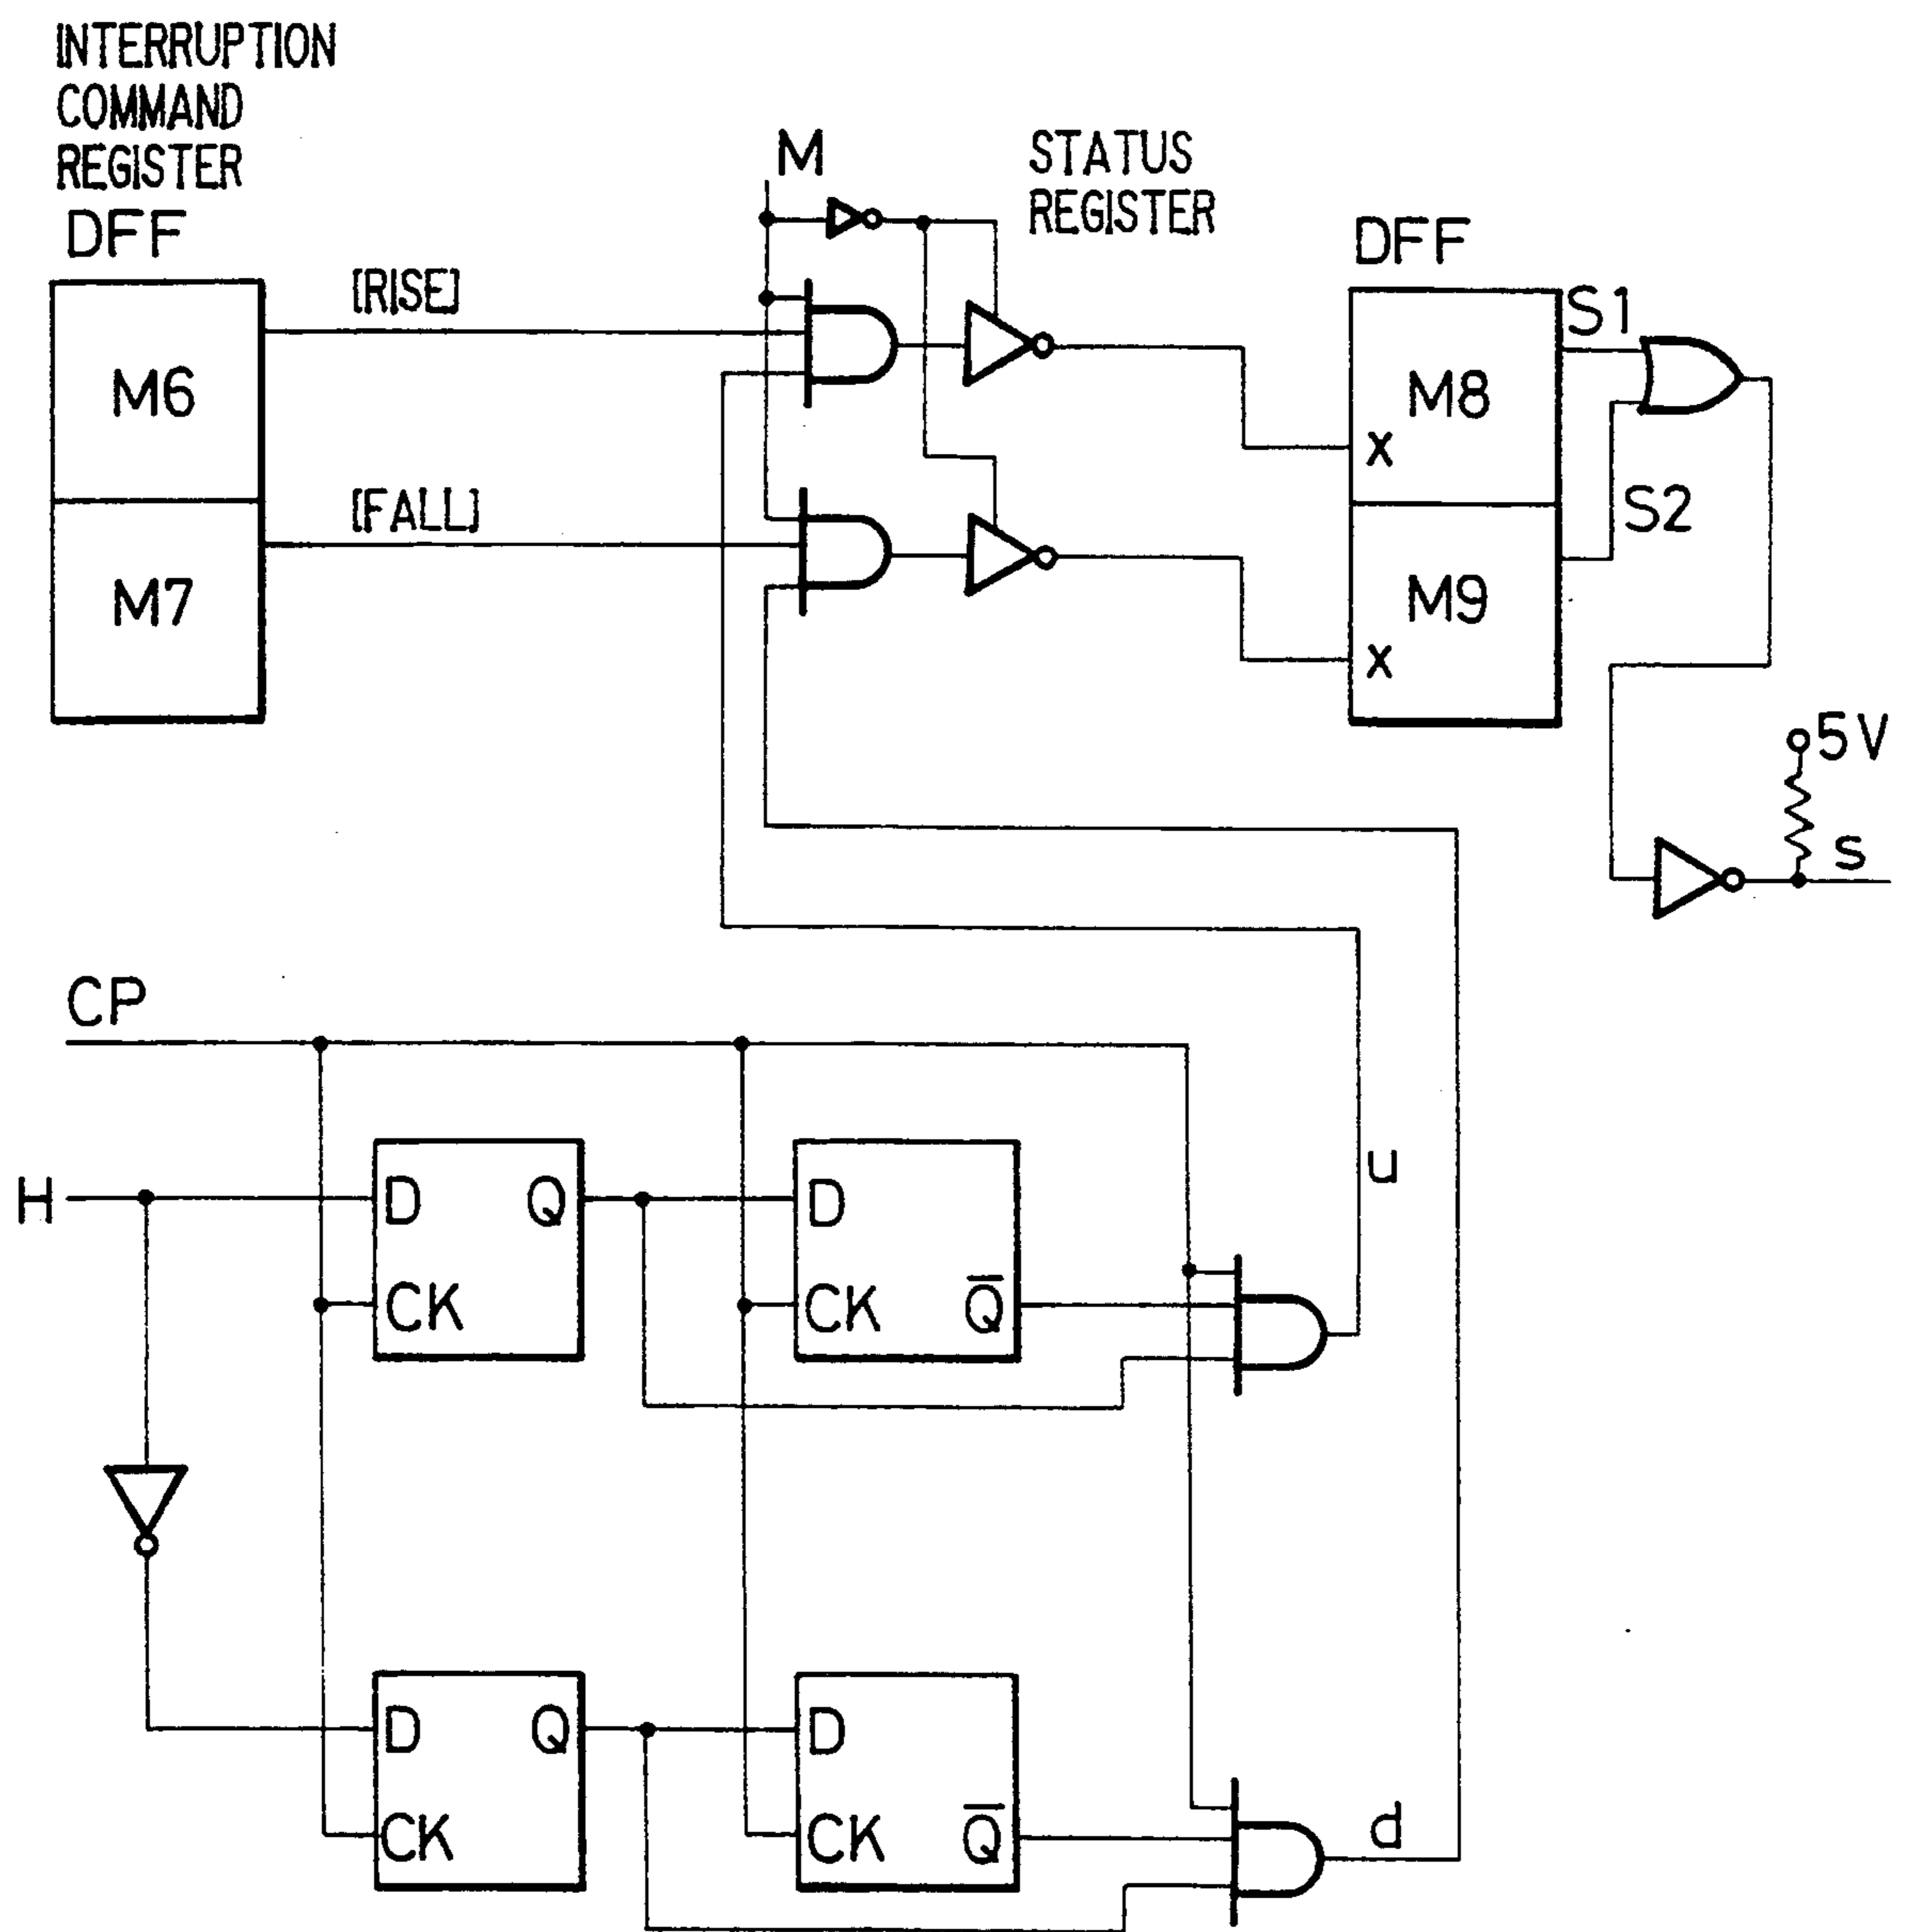 INTERRUPTION
COMMAND
REGISTER
DFF
M
STATUS
REGISTER
DFF
[RISE]
S1
M6
M8
x
[FALL]
S2
M7
M9
x
5V
s
CP
u
H
D
Q
D
CK
CK
Q̅
D
Q
D
CK
CK
Q̅
d